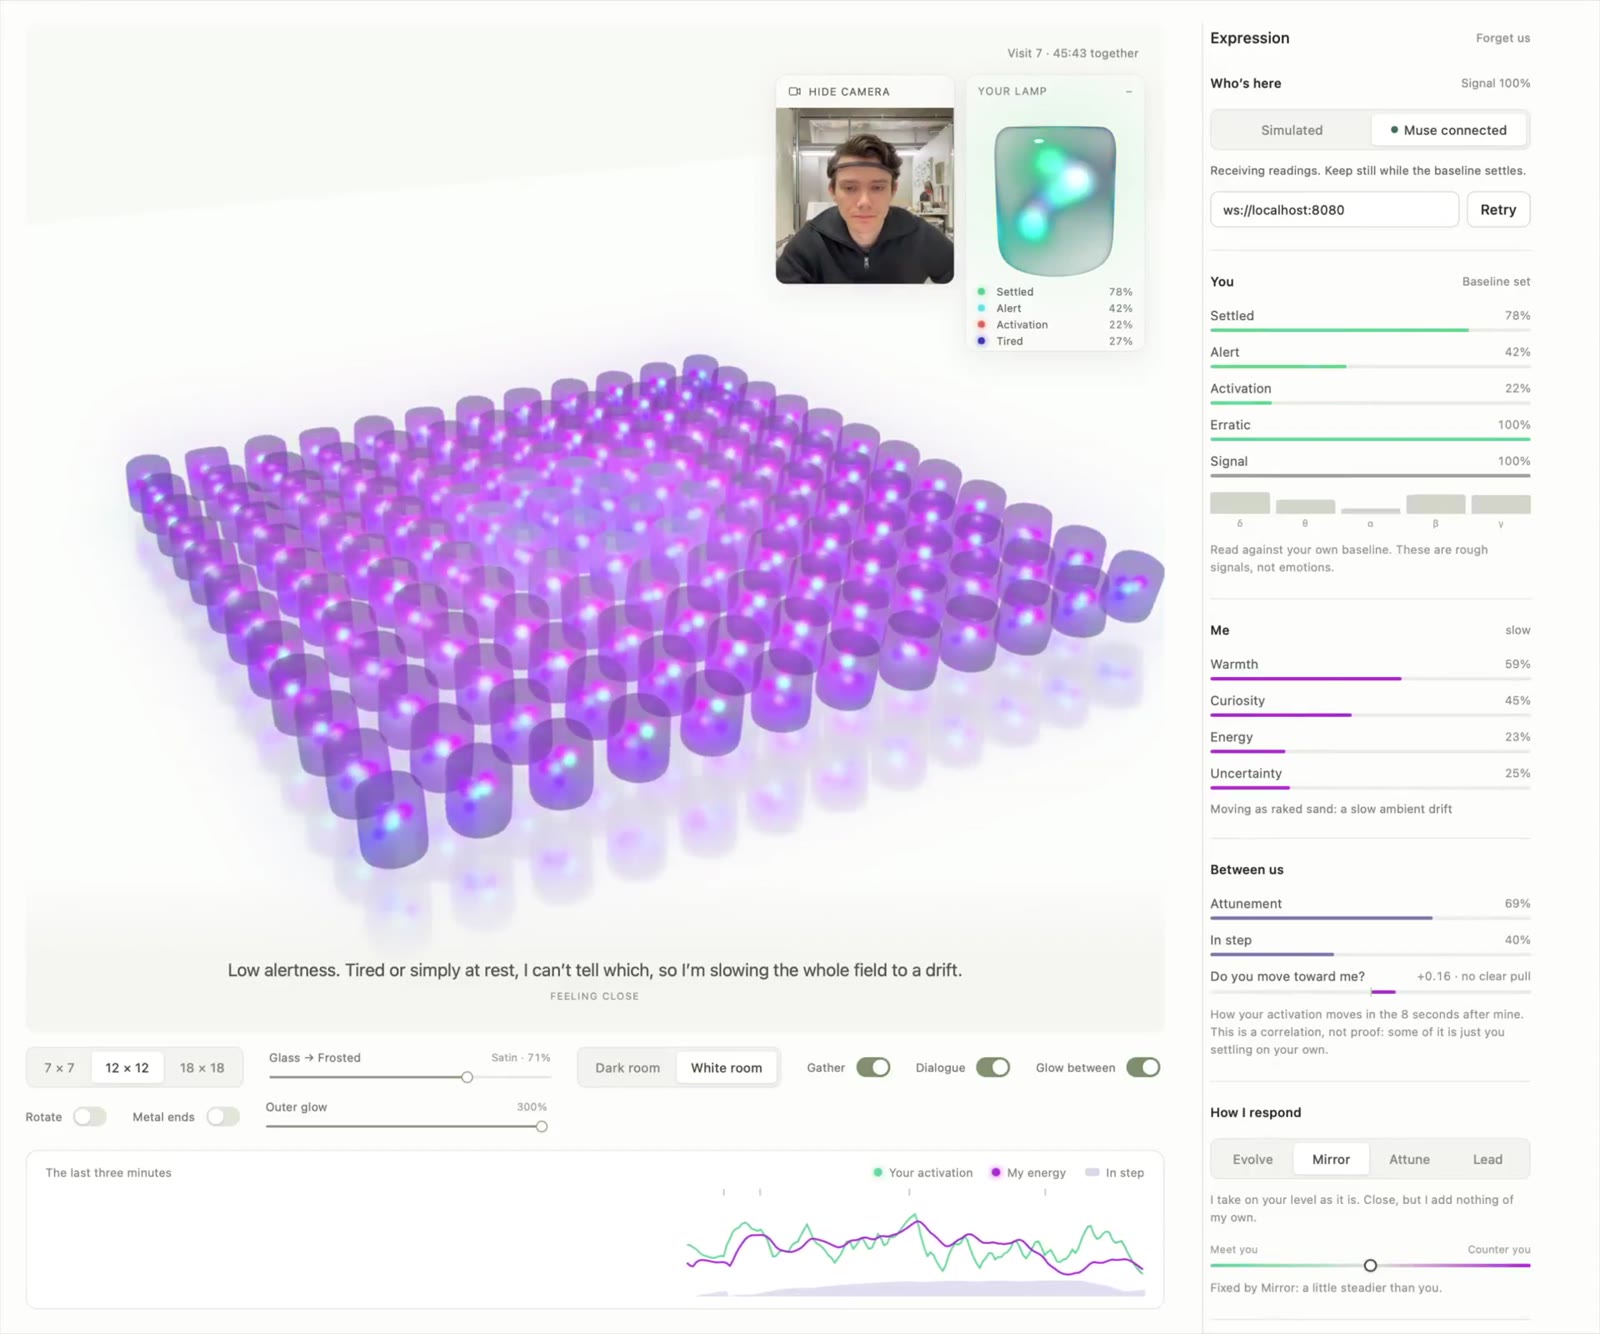 Visit 7 · 45:43 together
HIDE CAMERA
YOUR LAMP
–
Settled 78%
Alert 42%
Activation 22%
Tired 27%
Low alertness. Tired or simply at rest, I can't tell which, so I'm slowing the whole field to a drift.
FEELING CLOSE
7 × 7
12 × 12
18 × 18
Glass → Frosted
Satin · 71%
Dark room
White room
Gather
Dialogue
Glow between
Rotate
Metal ends
Outer glow
300%
The last three minutes
Your activation
My energy
In step
Expression
Forget us
Who's here
Signal 100%
Simulated
Muse connected
Receiving readings. Keep still while the baseline settles.
ws://localhost:8080
Retry
You
Baseline set
Settled 78%
Alert 42%
Activation 22%
Erratic 100%
Signal 100%
δ θ α β γ
Read against your own baseline. These are rough
signals, not emotions.
Me
slow
Warmth 59%
Curiosity 45%
Energy 23%
Uncertainty 25%
Moving as raked sand: a slow ambient drift
Between us
Attunement 69%
In step 40%
Do you move toward me? +0.16 · no clear pull
How your activation moves in the 8 seconds after mine.
This is a correlation, not proof: some of it is just you
settling on your own.
How I respond
Evolve
Mirror
Attune
Lead
I take on your level as it is. Close, but I add nothing of
my own.
Meet you
Counter you
Fixed by Mirror: a little steadier than you.